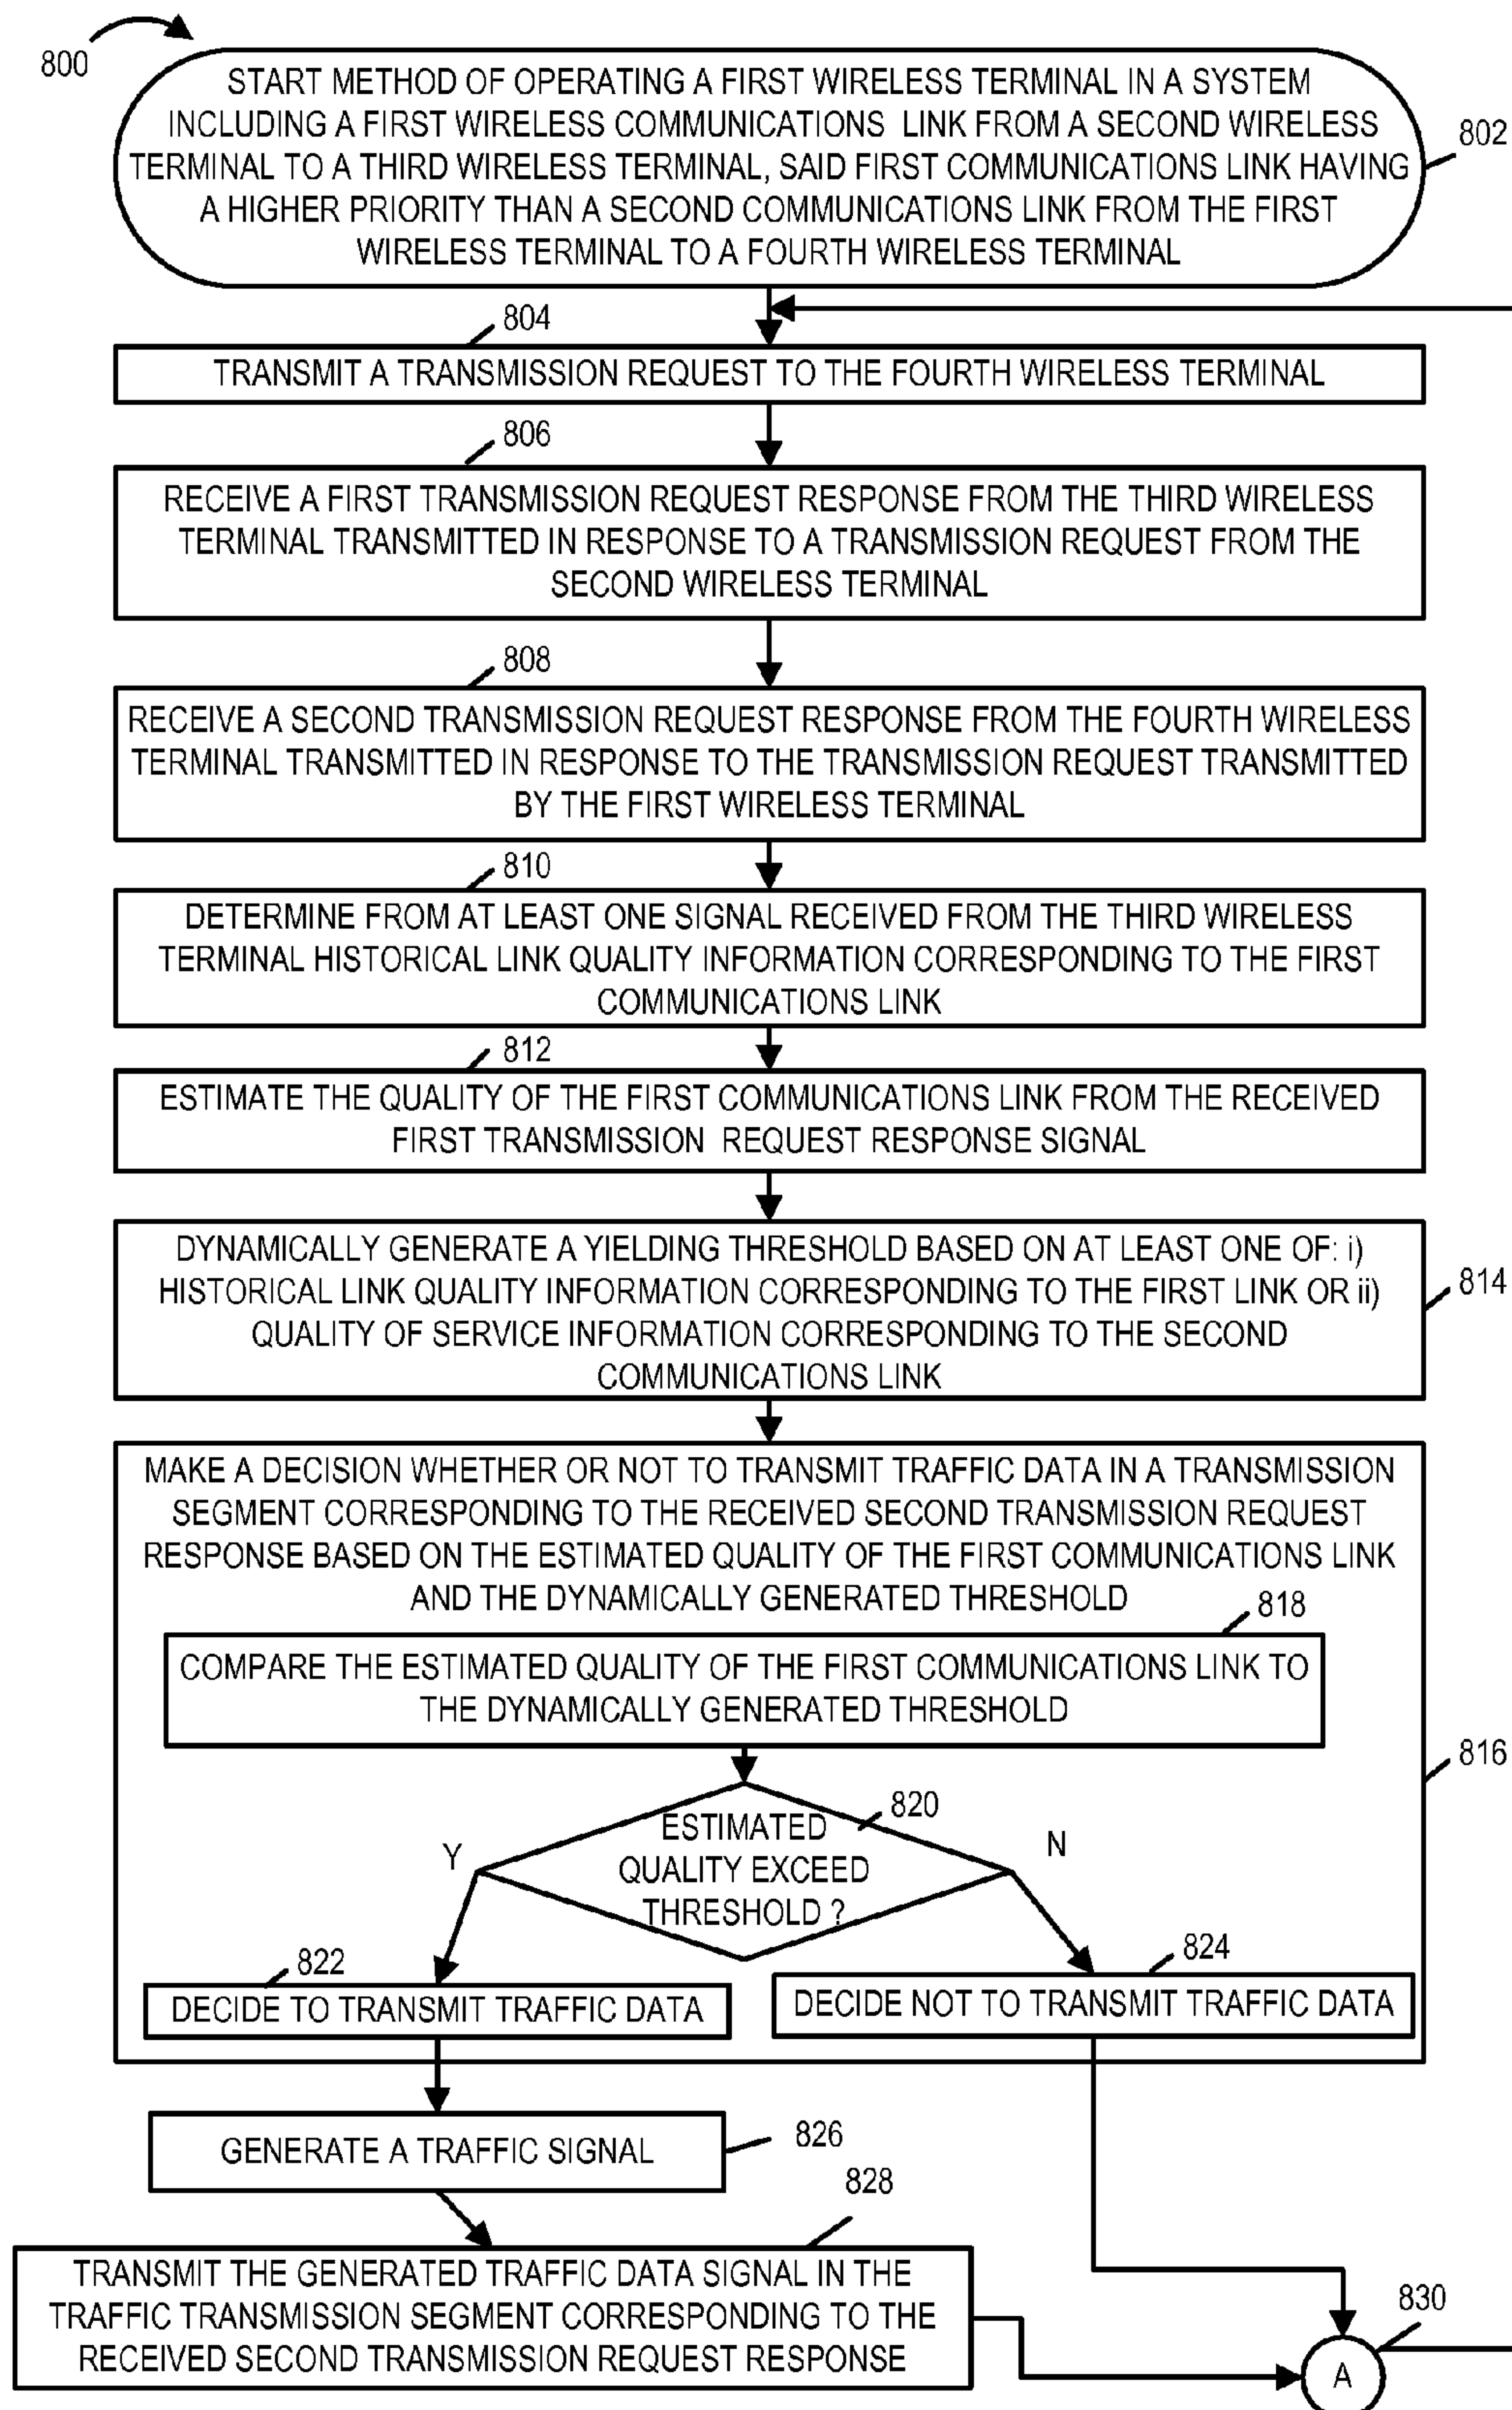 800
START METHOD OF OPERATING A FIRST WIRELESS TERMINAL IN A SYSTEM
INCLUDING A FIRST WIRELESS COMMUNICATIONS LINK FROM A SECOND WIRELESS
TERMINAL TO A THIRD WIRELESS TERMINAL, SAID FIRST COMMUNICATIONS LINK HAVING
A HIGHER PRIORITY THAN A SECOND COMMUNICATIONS LINK FROM THE FIRST
WIRELESS TERMINAL TO A FOURTH WIRELESS TERMINAL
802
804
TRANSMIT A TRANSMISSION REQUEST TO THE FOURTH WIRELESS TERMINAL
806
RECEIVE A FIRST TRANSMISSION REQUEST RESPONSE FROM THE THIRD WIRELESS
TERMINAL TRANSMITTED IN RESPONSE TO A TRANSMISSION REQUEST FROM THE
SECOND WIRELESS TERMINAL
808
RECEIVE A SECOND TRANSMISSION REQUEST RESPONSE FROM THE FOURTH WIRELESS
TERMINAL TRANSMITTED IN RESPONSE TO THE TRANSMISSION REQUEST TRANSMITTED
BY THE FIRST WIRELESS TERMINAL
810
DETERMINE FROM AT LEAST ONE SIGNAL RECEIVED FROM THE THIRD WIRELESS
TERMINAL HISTORICAL LINK QUALITY INFORMATION CORRESPONDING TO THE FIRST
COMMUNICATIONS LINK
812
ESTIMATE THE QUALITY OF THE FIRST COMMUNICATIONS LINK FROM THE RECEIVED
FIRST TRANSMISSION REQUEST RESPONSE SIGNAL
DYNAMICALLY GENERATE A YIELDING THRESHOLD BASED ON AT LEAST ONE OF: i)
HISTORICAL LINK QUALITY INFORMATION CORRESPONDING TO THE FIRST LINK OR ii)
QUALITY OF SERVICE INFORMATION CORRESPONDING TO THE SECOND
COMMUNICATIONS LINK
814
MAKE A DECISION WHETHER OR NOT TO TRANSMIT TRAFFIC DATA IN A TRANSMISSION
SEGMENT CORRESPONDING TO THE RECEIVED SECOND TRANSMISSION REQUEST
RESPONSE BASED ON THE ESTIMATED QUALITY OF THE FIRST COMMUNICATIONS LINK
AND THE DYNAMICALLY GENERATED THRESHOLD
818
COMPARE THE ESTIMATED QUALITY OF THE FIRST COMMUNICATIONS LINK TO
THE DYNAMICALLY GENERATED THRESHOLD
816
820
ESTIMATED
QUALITY EXCEED
THRESHOLD ?
Y
N
822
DECIDE TO TRANSMIT TRAFFIC DATA
824
DECIDE NOT TO TRANSMIT TRAFFIC DATA
GENERATE A TRAFFIC SIGNAL
826
828
TRANSMIT THE GENERATED TRAFFIC DATA SIGNAL IN THE
TRAFFIC TRANSMISSION SEGMENT CORRESPONDING TO THE
RECEIVED SECOND TRANSMISSION REQUEST RESPONSE
830
A